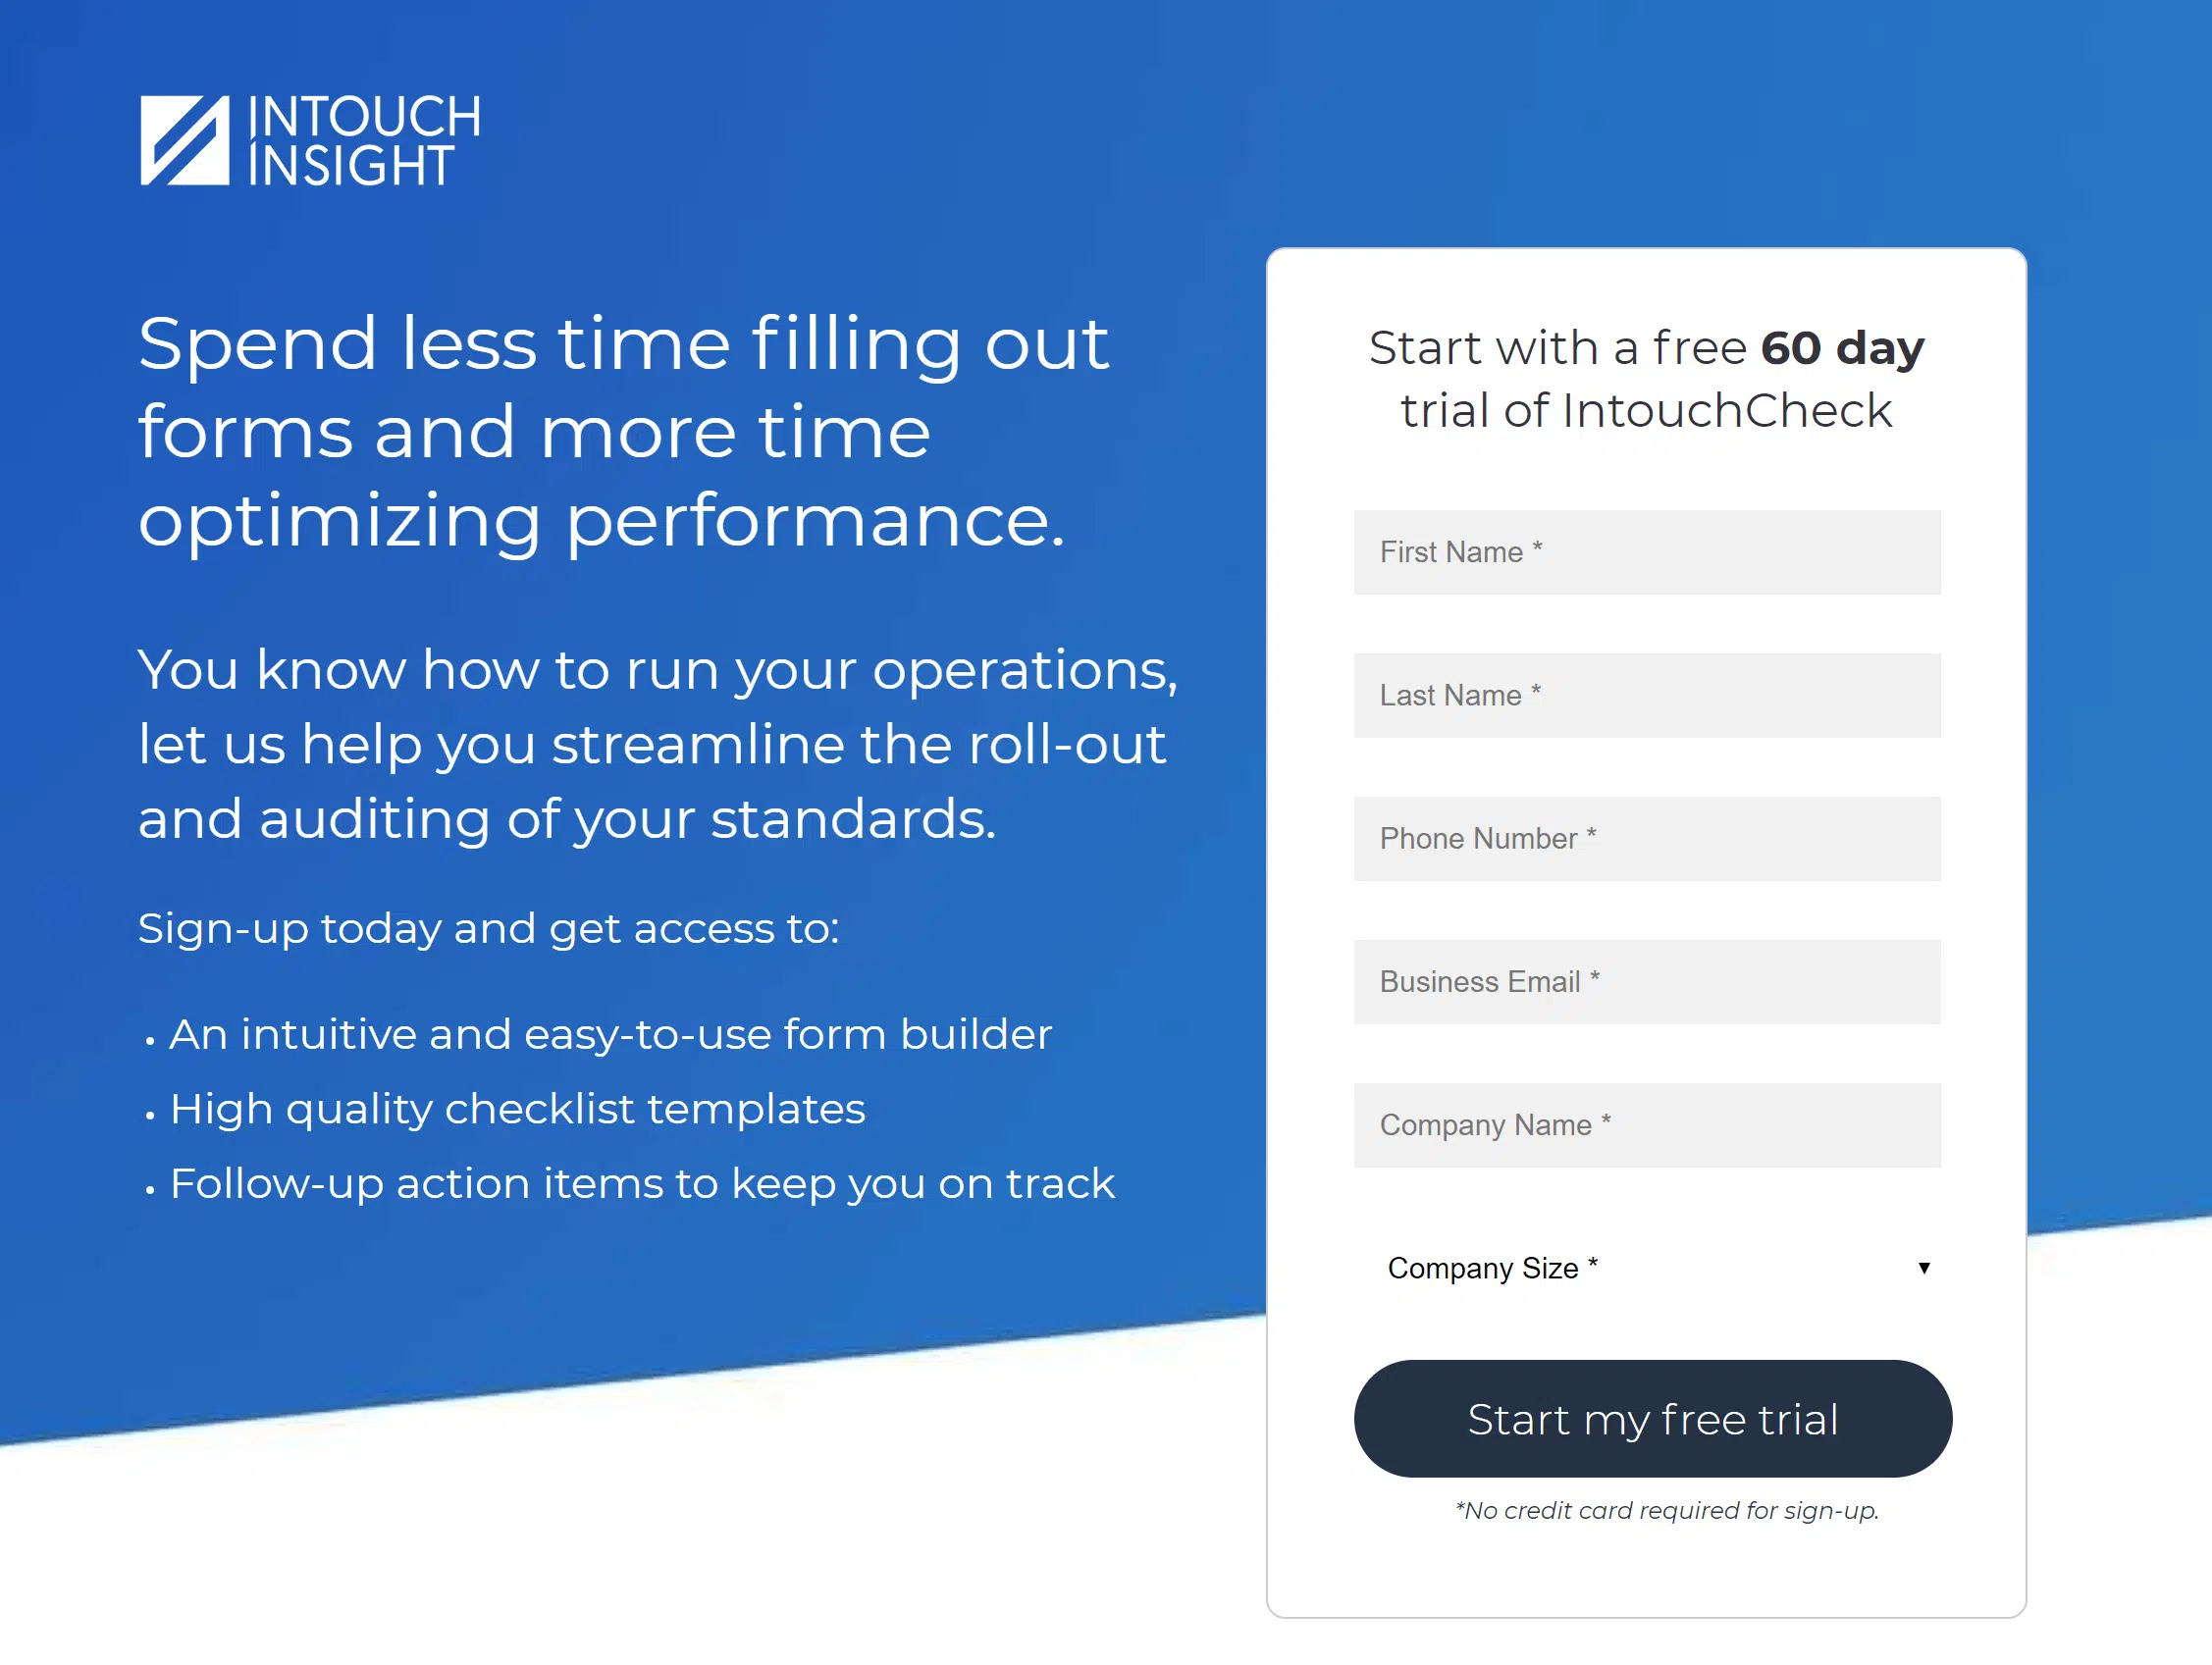 INTOUCH
INSIGHT
Spend less time filling out
forms and more time
optimizing performance.
You know how to run your operations,
let us help you streamline the roll-out
and auditing of your standards.
Sign-up today and get access to:
• An intuitive and easy-to-use form builder
• High quality checklist templates
• Follow-up action items to keep you on track
Start with a free 60 day
trial of IntouchCheck
First Name *
Last Name *
Phone Number *
Business Email *
Company Name *
Company Size *
Start my free trial
*No credit card required for sign-up.